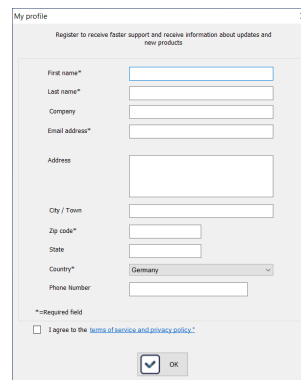 My profile
Register to receive faster support and receive information about updates and
new products
First name*
Last name*
Company
Email address*
Address
City / Town
Zip code*
State
Country*
Germany
Phone Number
*=Required field
I agree to the terms of service and privacy policy.*
OK